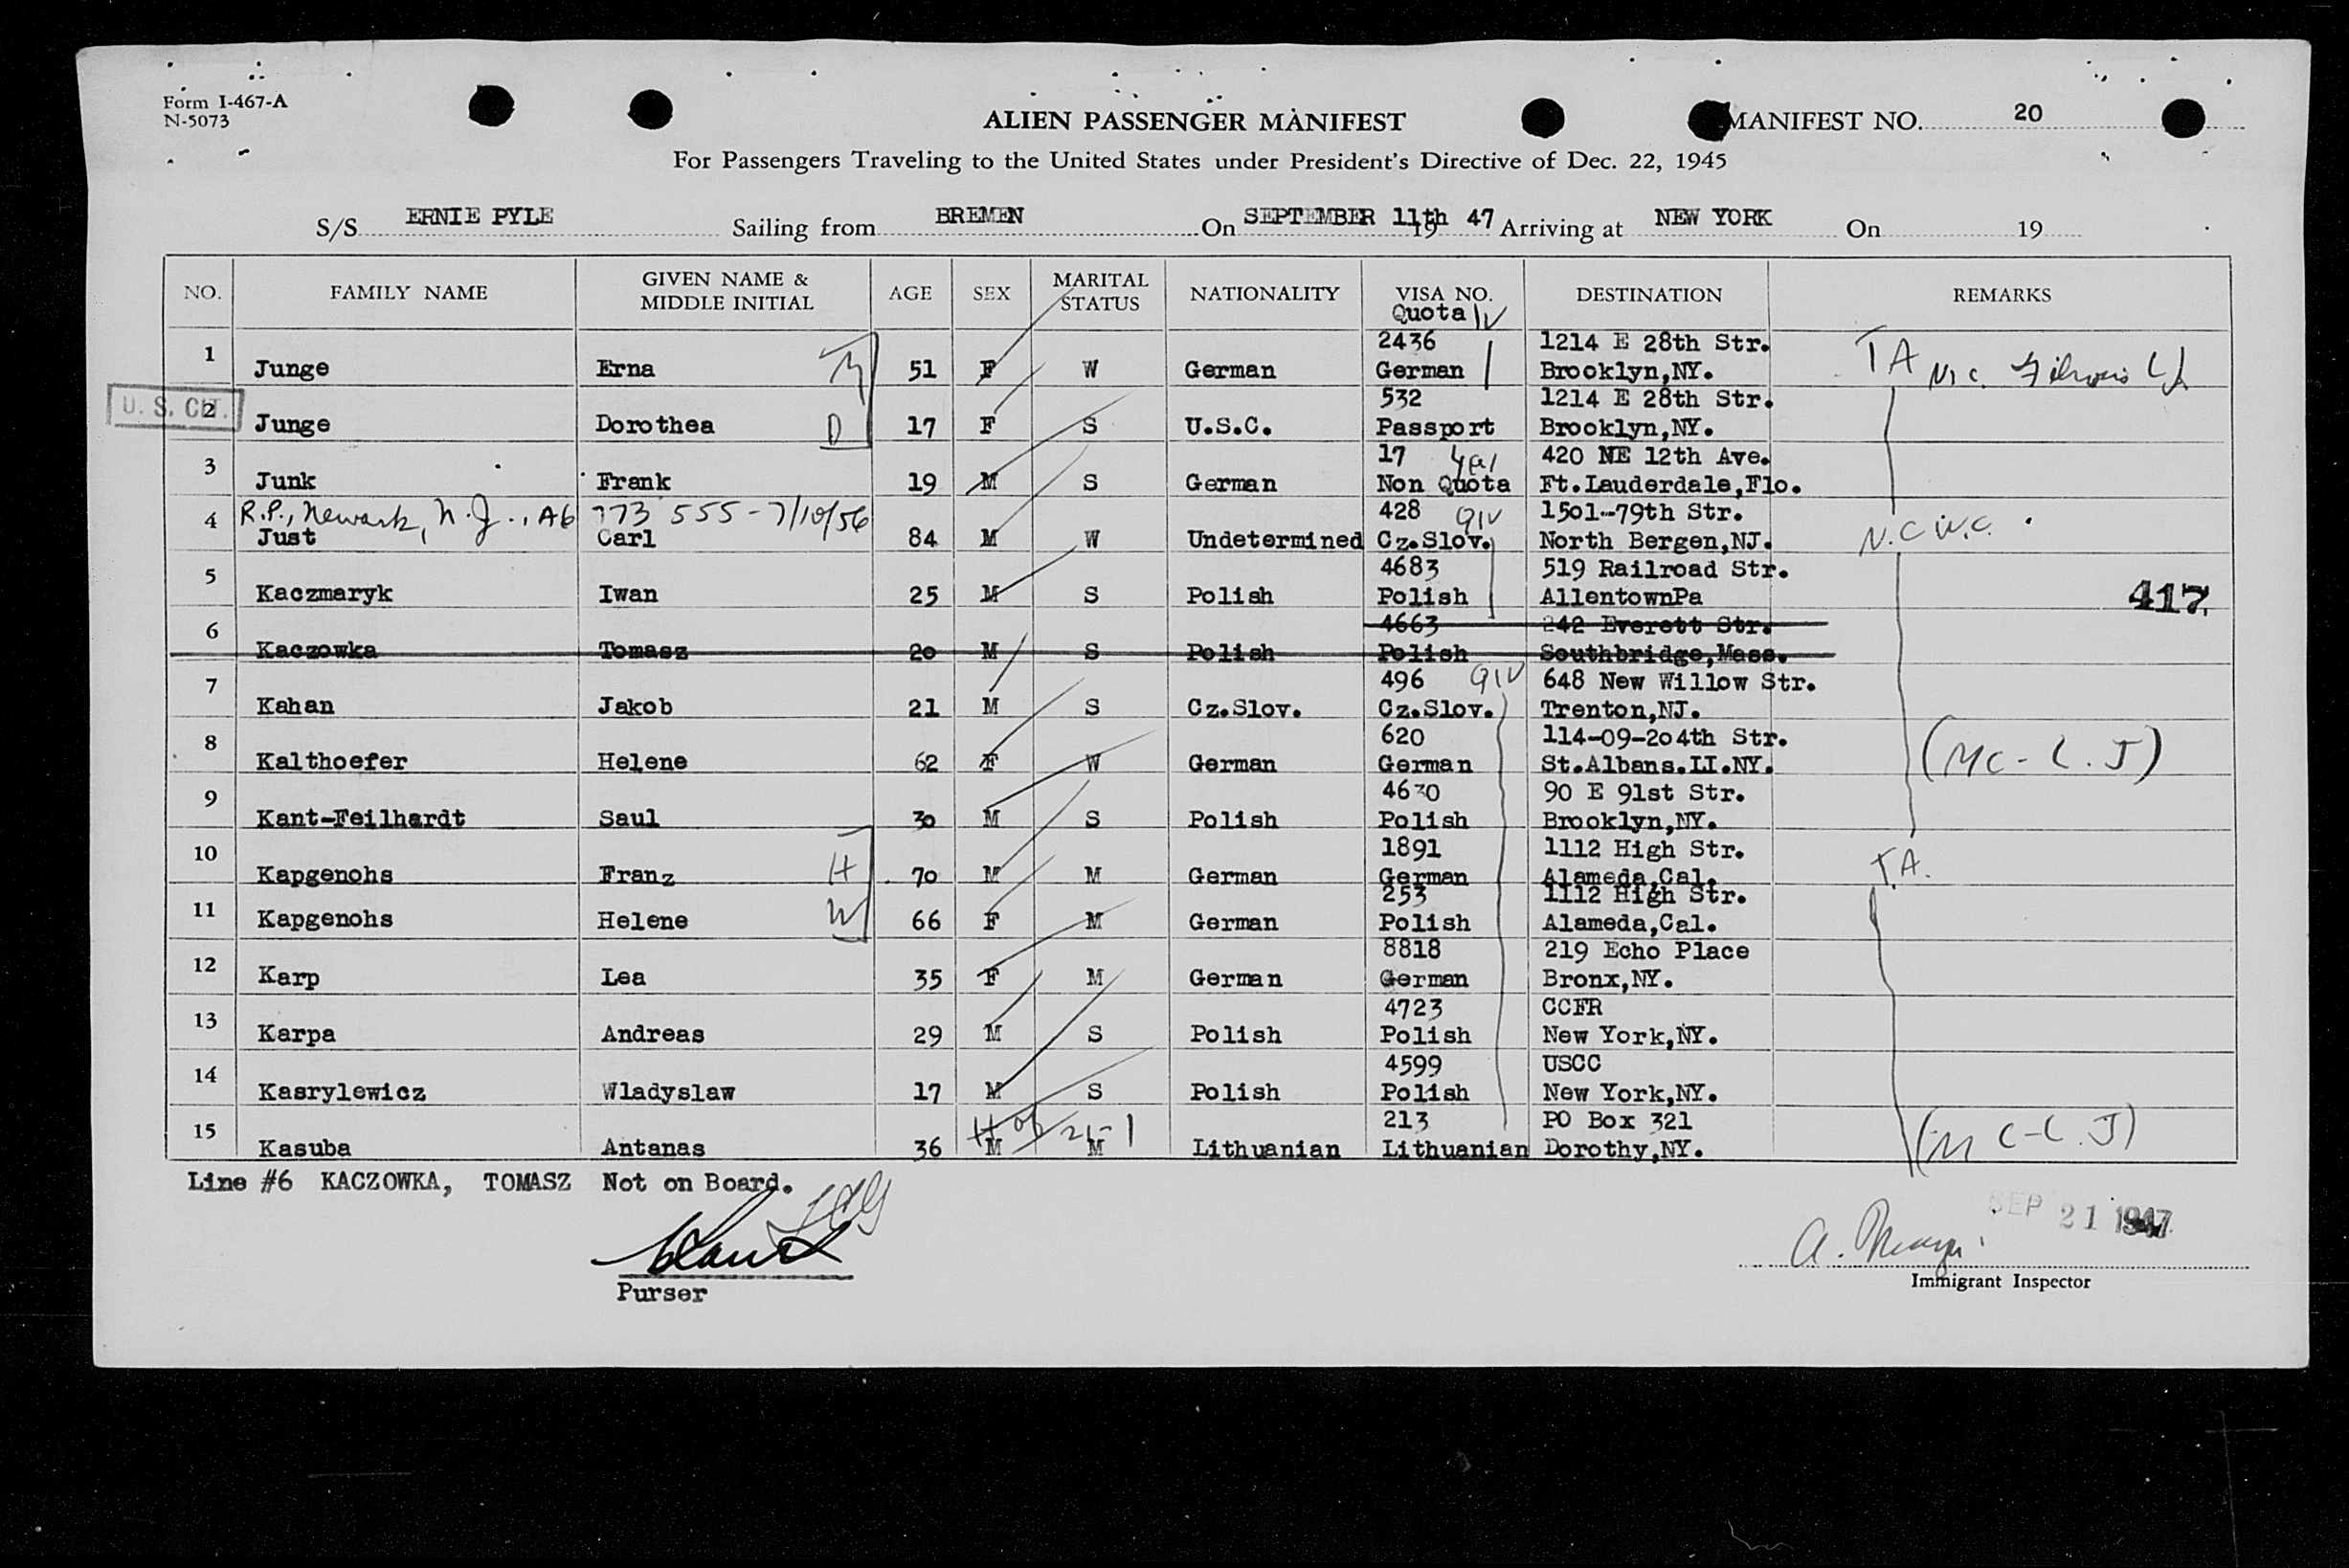 Form I-467-A
N-5073
ALIEN PASSENGER MANIFEST
MANIFEST NO. 20
For Passengers Traveling to the United States under President's Directive of Dec. 22, 1945
S/S ERNIE PYLE Sailing from BREMEN On SEPTEMBER 11th 1947 Arriving at NEW YORK On 19
NO. FAMILY NAME GIVEN NAME & MIDDLE INITIAL AGE SEX MARITAL STATUS NATIONALITY VISA NO. DESTINATION REMARKS
Quota IV
2436 1214 E 28th Str.
1 Junge Erna M 51 F W German German Brooklyn,NY. TA
U. S. CIT.
532 1214 E 28th Str.
2 Junge Dorothea D 17 F S U.S.C. Passport Brooklyn,NY.
17 4(e) 420 NE 12th Ave.
3 Junk Frank 19 M S German Non Quota Ft.Lauderdale,Flo.
R.P., Newark, N.J., A6 773 555 - 7/10/56 428 QIV 1501-79th Str.
4 Just Carl 84 M W Undetermined Cz.Slov. North Bergen,NJ. N.C.W.C.
4683 519 Railroad Str.
5 Kaczmaryk Iwan 25 M S Polish Polish AllentownPa 417
4663 242 Everett Str.
6 Kaczowka Tomasz 20 M S Polish Polish Southbridge,Mass.
496 QIV 648 New Willow Str.
7 Kahan Jakob 21 M S Cz.Slov. Cz.Slov. Trenton,NJ.
620 114-09-204th Str.
8 Kalthoefer Helene 62 F W German German St.Albans.LI.NY. (MC-L.J)
4630 90 E 91st Str.
9 Kant-Feilhardt Saul 30 M S Polish Polish Brooklyn,NY.
1891 1112 High Str.
10 Kapgenohs Franz H 70 M M German German Alameda,Cal. T.A.
253 1112 High Str.
11 Kapgenohs Helene W 66 F M German Polish Alameda,Cal.
8818 219 Echo Place
12 Karp Lea 35 F M German German Bronx,NY.
4723 CCFR
13 Karpa Andreas 29 M S Polish Polish New York,NY.
4599 USCC
14 Kasrylewicz Wladyslaw 17 M S Polish Polish New York,NY.
213 PO Box 321
15 Kasuba Antanas 36 M M Lithuanian Lithuanian Dorothy,NY. (MC-L.J)
Line #6 KACZOWKA, TOMASZ Not on Board.
SEP 21 1947
Purser
Immigrant Inspector